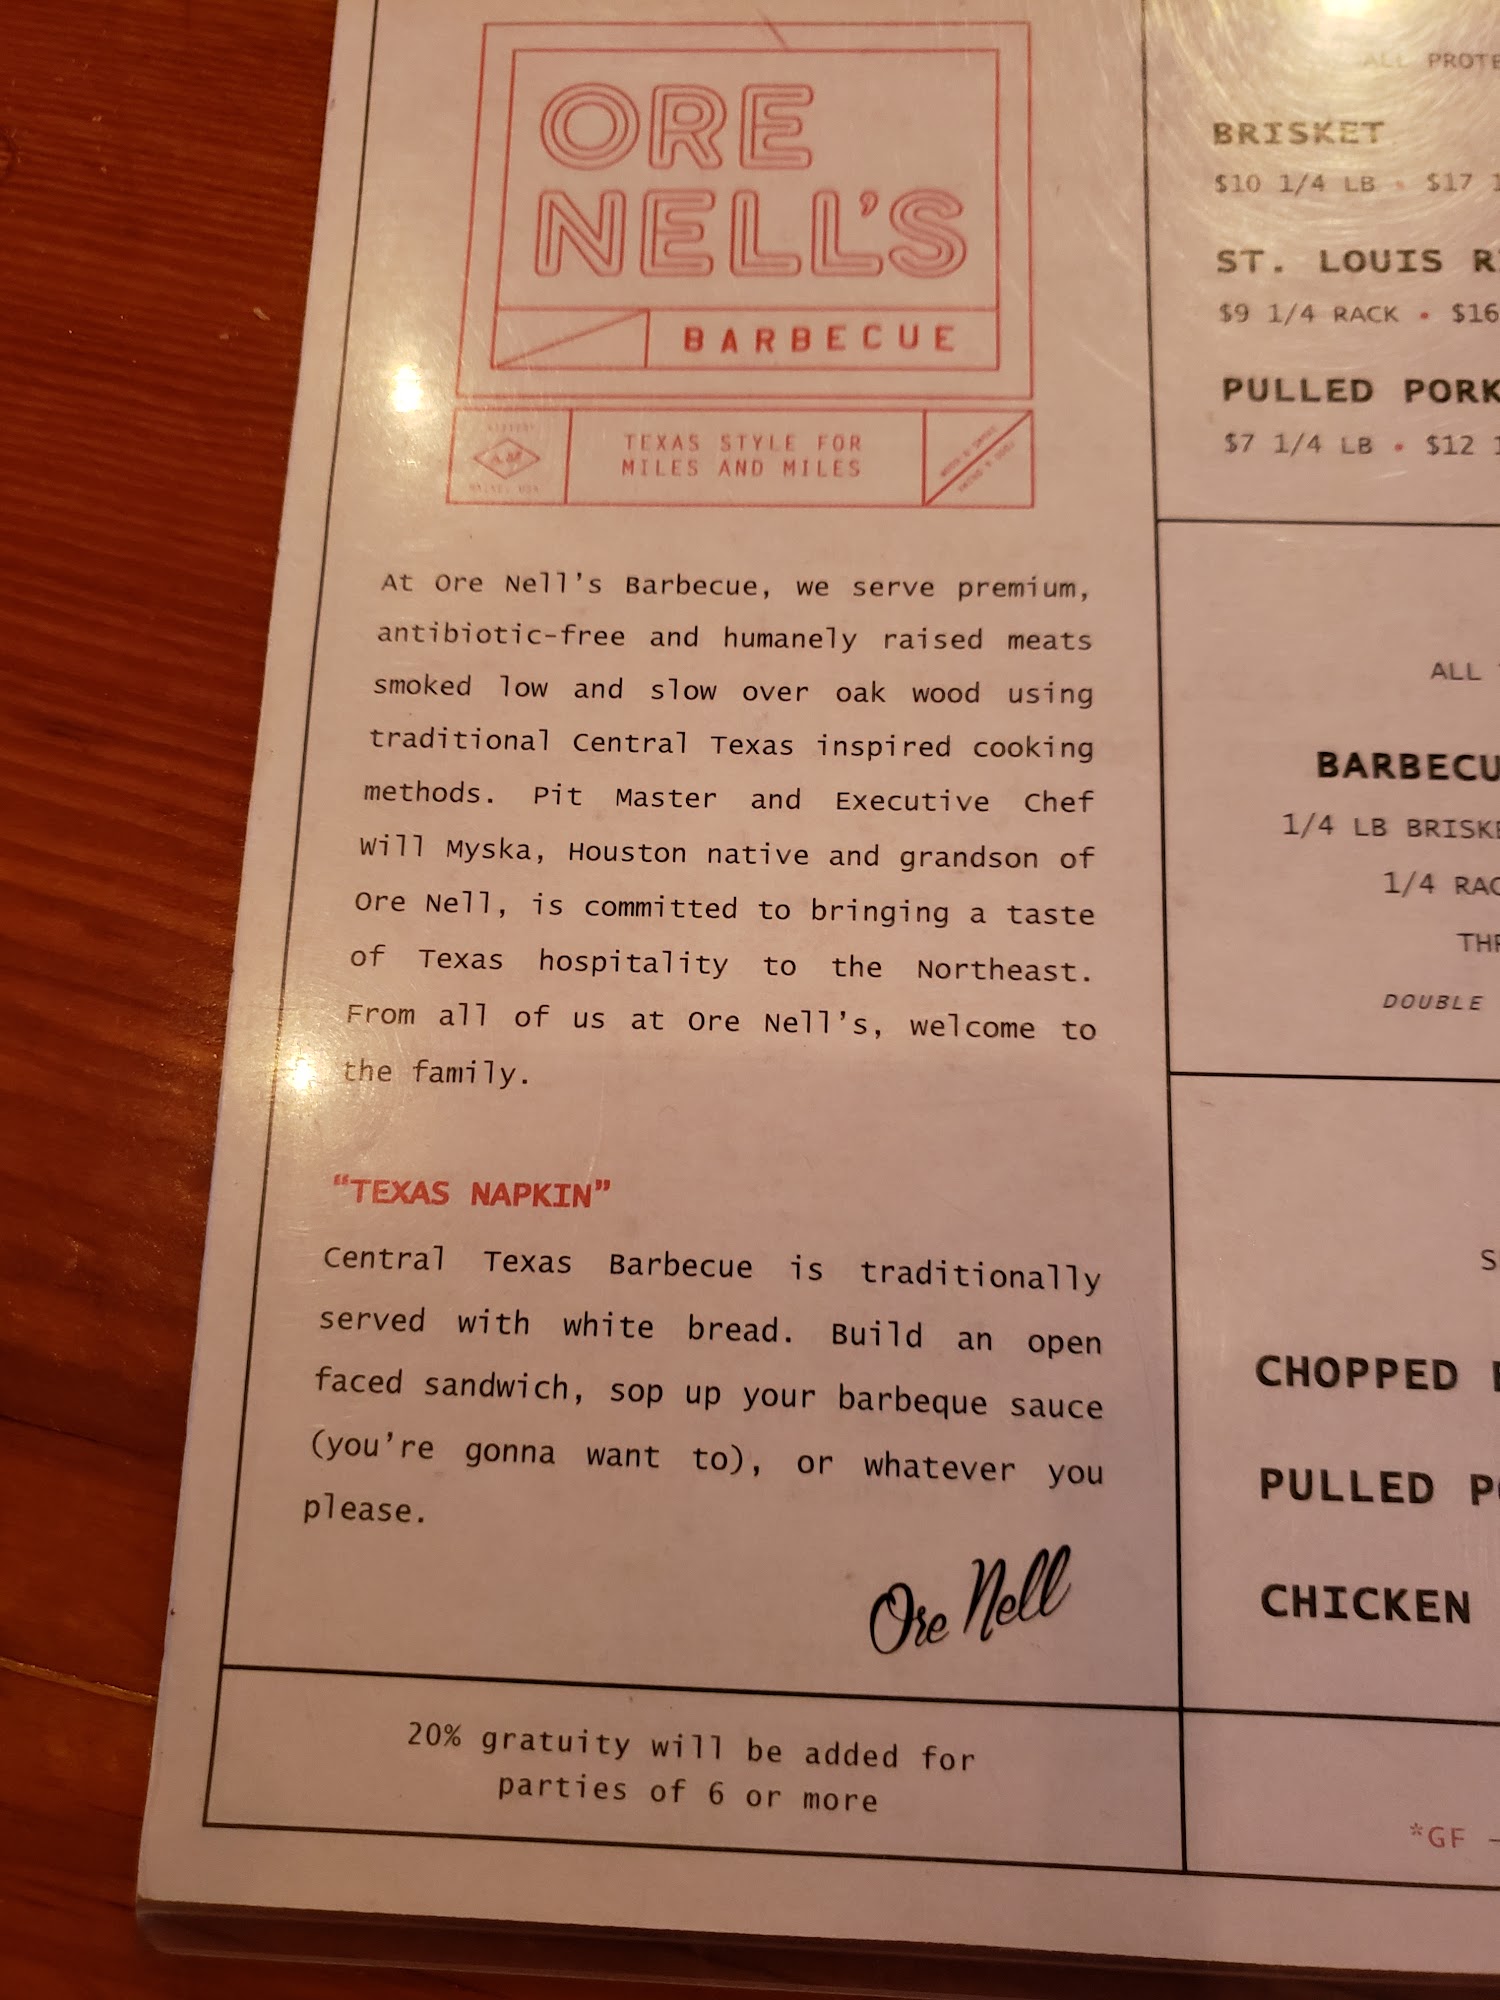 ORE
NELL'S
BARBECUE
TEXAS STYLE FOR
MILES AND MILES
At Ore Nell's Barbecue, we serve premium,
antibiotic-free and humanely raised meats
smoked low and slow over oak wood using
traditional Central Texas inspired cooking
methods. Pit Master and Executive Chef
Will Myska, Houston native and grandson of
Ore Nell, is committed to bringing a taste
of Texas hospitality to the Northeast.
From all of us at Ore Nell's, welcome to
the family.
“TEXAS NAPKIN”
Central Texas Barbecue is traditionally
served with white bread. Build an open
faced sandwich, sop up your barbeque sauce
(you're gonna want to), or whatever you
please.
Ore Nell
20% gratuity will be added for
parties of 6 or more
ALL
BRISKET
$10 1/4 LB • $17
ST. LOUIS
$9 1/4 RACK • $16
PULLED PORK
$7 1/4 LB • $12
ALL
BARBECU
1/4 LB BRISKE
1/4 RAC
DOUBLE
CHOPPED
PULLED
CHICKEN
*GF -